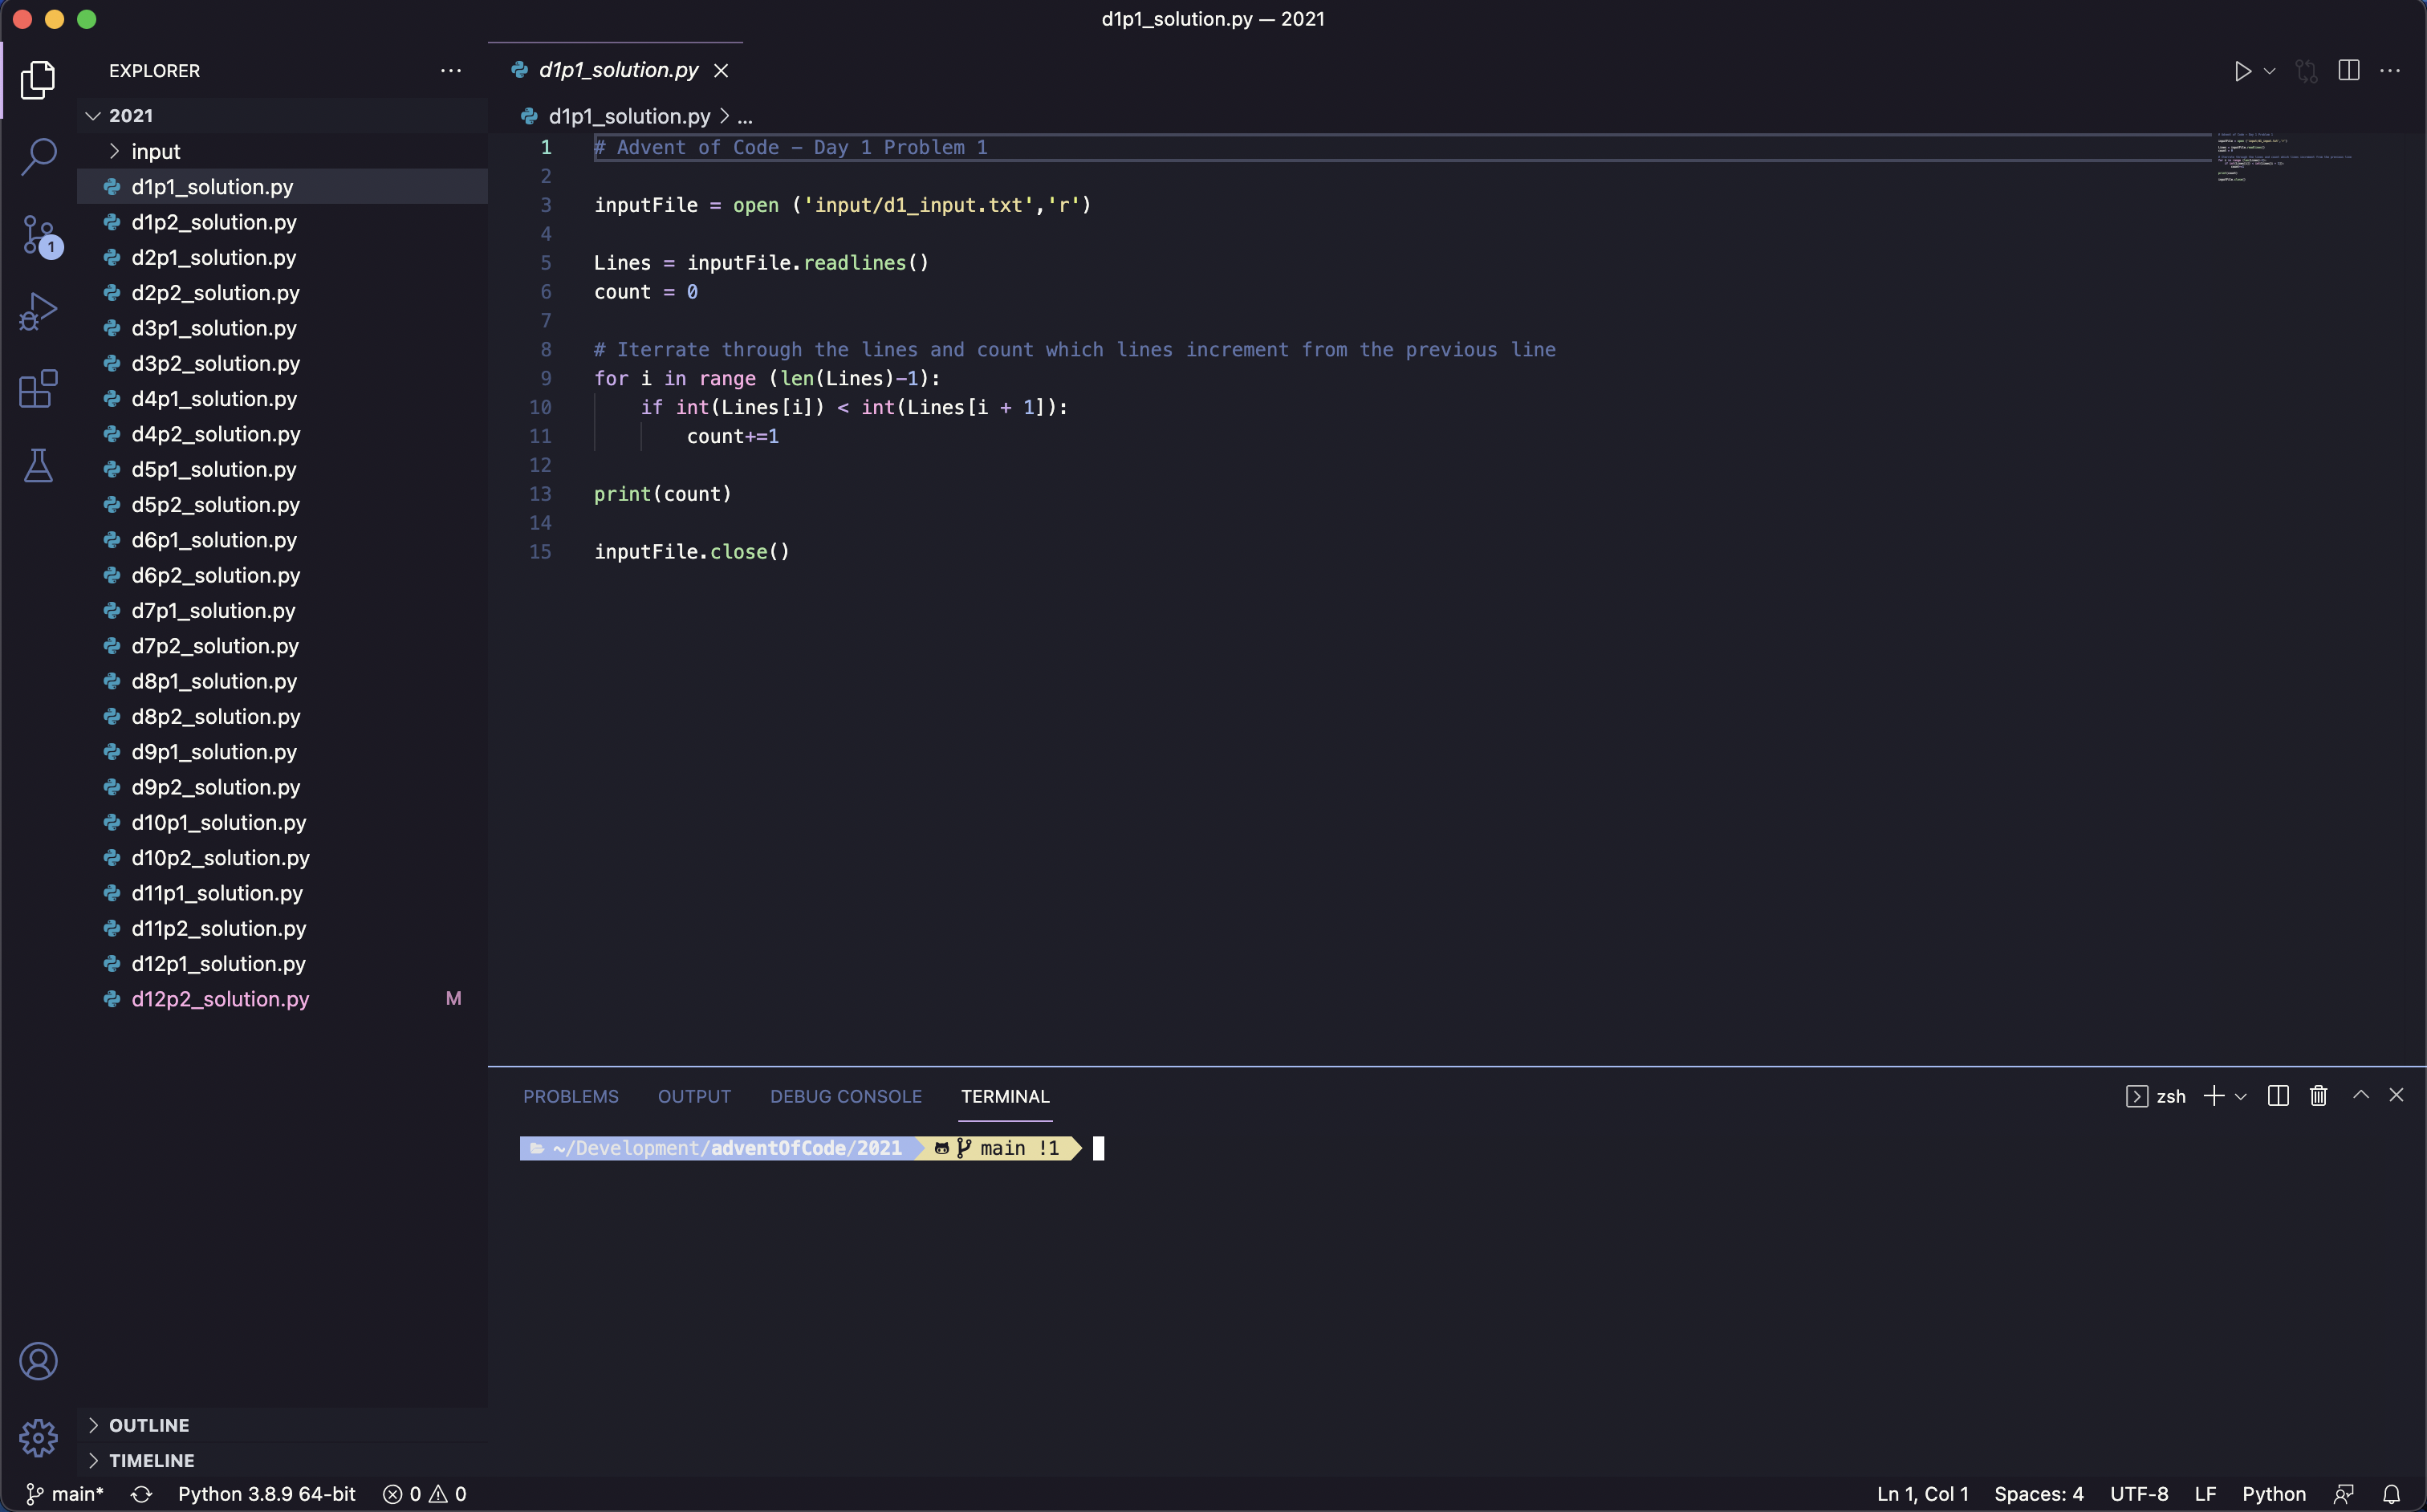 d1p1_solution.py — 2021
EXPLORER
2021
input
d1p1_solution.py
d1p2_solution.py
d2p1_solution.py
d2p2_solution.py
d3p1_solution.py
d3p2_solution.py
d4p1_solution.py
d4p2_solution.py
d5p1_solution.py
d5p2_solution.py
d6p1_solution.py
d6p2_solution.py
d7p1_solution.py
d7p2_solution.py
d8p1_solution.py
d8p2_solution.py
d9p1_solution.py
d9p2_solution.py
d10p1_solution.py
d10p2_solution.py
d11p1_solution.py
d11p2_solution.py
d12p1_solution.py
d12p2_solution.py M
OUTLINE
TIMELINE
1
d1p1_solution.py
d1p1_solution.py > ...
1 # Advent of Code - Day 1 Problem 1
2
3 inputFile = open ('input/d1_input.txt','r')
4
5 Lines = inputFile.readlines()
6 count = 0
7
8 # Iterrate through the lines and count which lines increment from the previous line
9 for i in range (len(Lines)-1):
10     if int(Lines[i]) < int(Lines[i + 1]):
11         count+=1
12
13 print(count)
14
15 inputFile.close()
PROBLEMS OUTPUT DEBUG CONSOLE TERMINAL zsh
~/Development/adventOfCode/2021 main !1
main* Python 3.8.9 64-bit 0 0 Ln 1, Col 1 Spaces: 4 UTF-8 LF Python